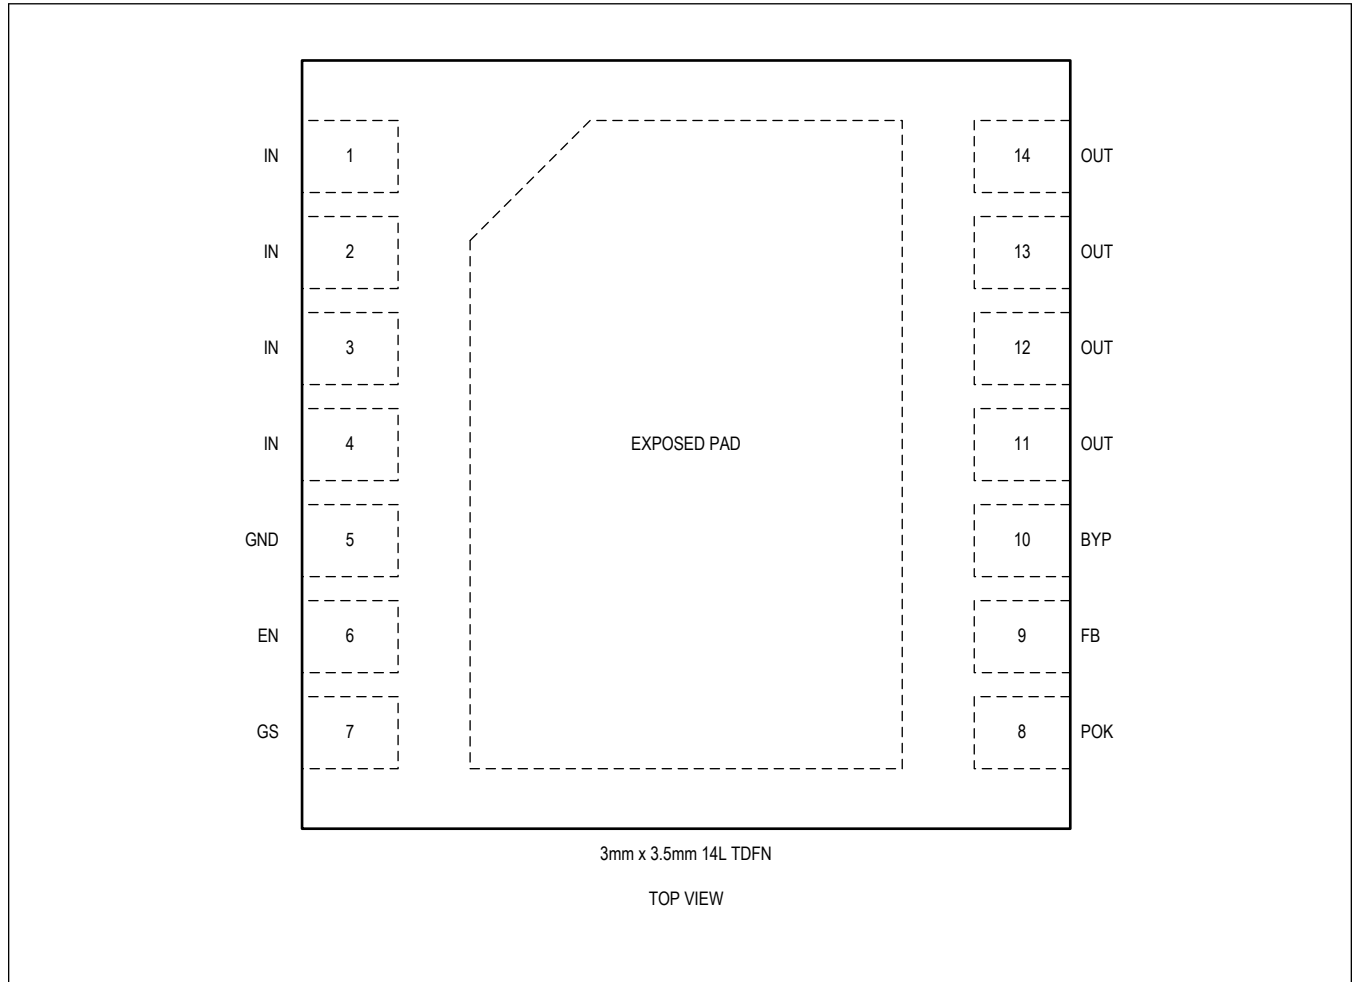 IN 1 14 OUT
IN 2 13 OUT
IN 3 12 OUT
IN 4 EXPOSED PAD 11 OUT
GND 5 10 BYP
EN 6 9 FB
GS 7 8 POK
3mm x 3.5mm 14L TDFN
TOP VIEW